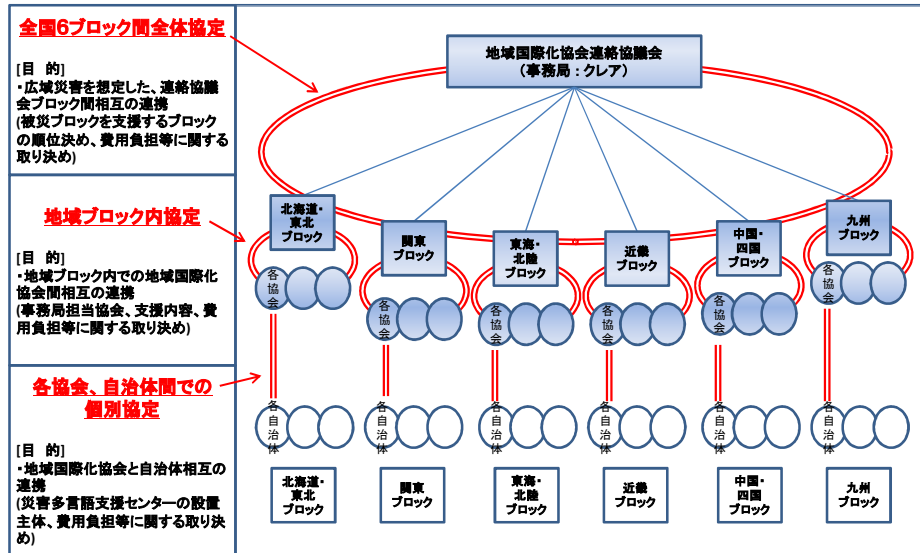 全国6ブロック間全体協定
[目　的]
・広域災害を想定した、連絡協議
会ブロック間相互の連携
(被災ブロックを支援するブロック
の順位決め、費用負担等に関する
取り決め)
地域ブロック内協定
[目　的]
・地域ブロック内での地域国際化
協会間相互の連携
(事務局担当協会、支援内容、費
用負担等に関する取り決め)
各協会、自治体間での
個別協定
[目　的]
・地域国際化協会と自治体相互の
連携
(災害多言語支援センターの設置
主体、費用負担等に関する取り決
め)
地域国際化協会連絡協議会
(事務局：クレア)
北海道・
東北
ブロック
関東
ブロック
東海・
北陸
ブロック
近畿
ブロック
中国・
四国
ブロック
九州
ブロック
各協会
各協会
各協会
各協会
各協会
各協会
各自治体
各自治体
各自治体
各自治体
各自治体
各自治体
北海道・
東北
ブロック
関東
ブロック
東海・
北陸
ブロック
近畿
ブロック
中国・
四国
ブロック
九州
ブロック